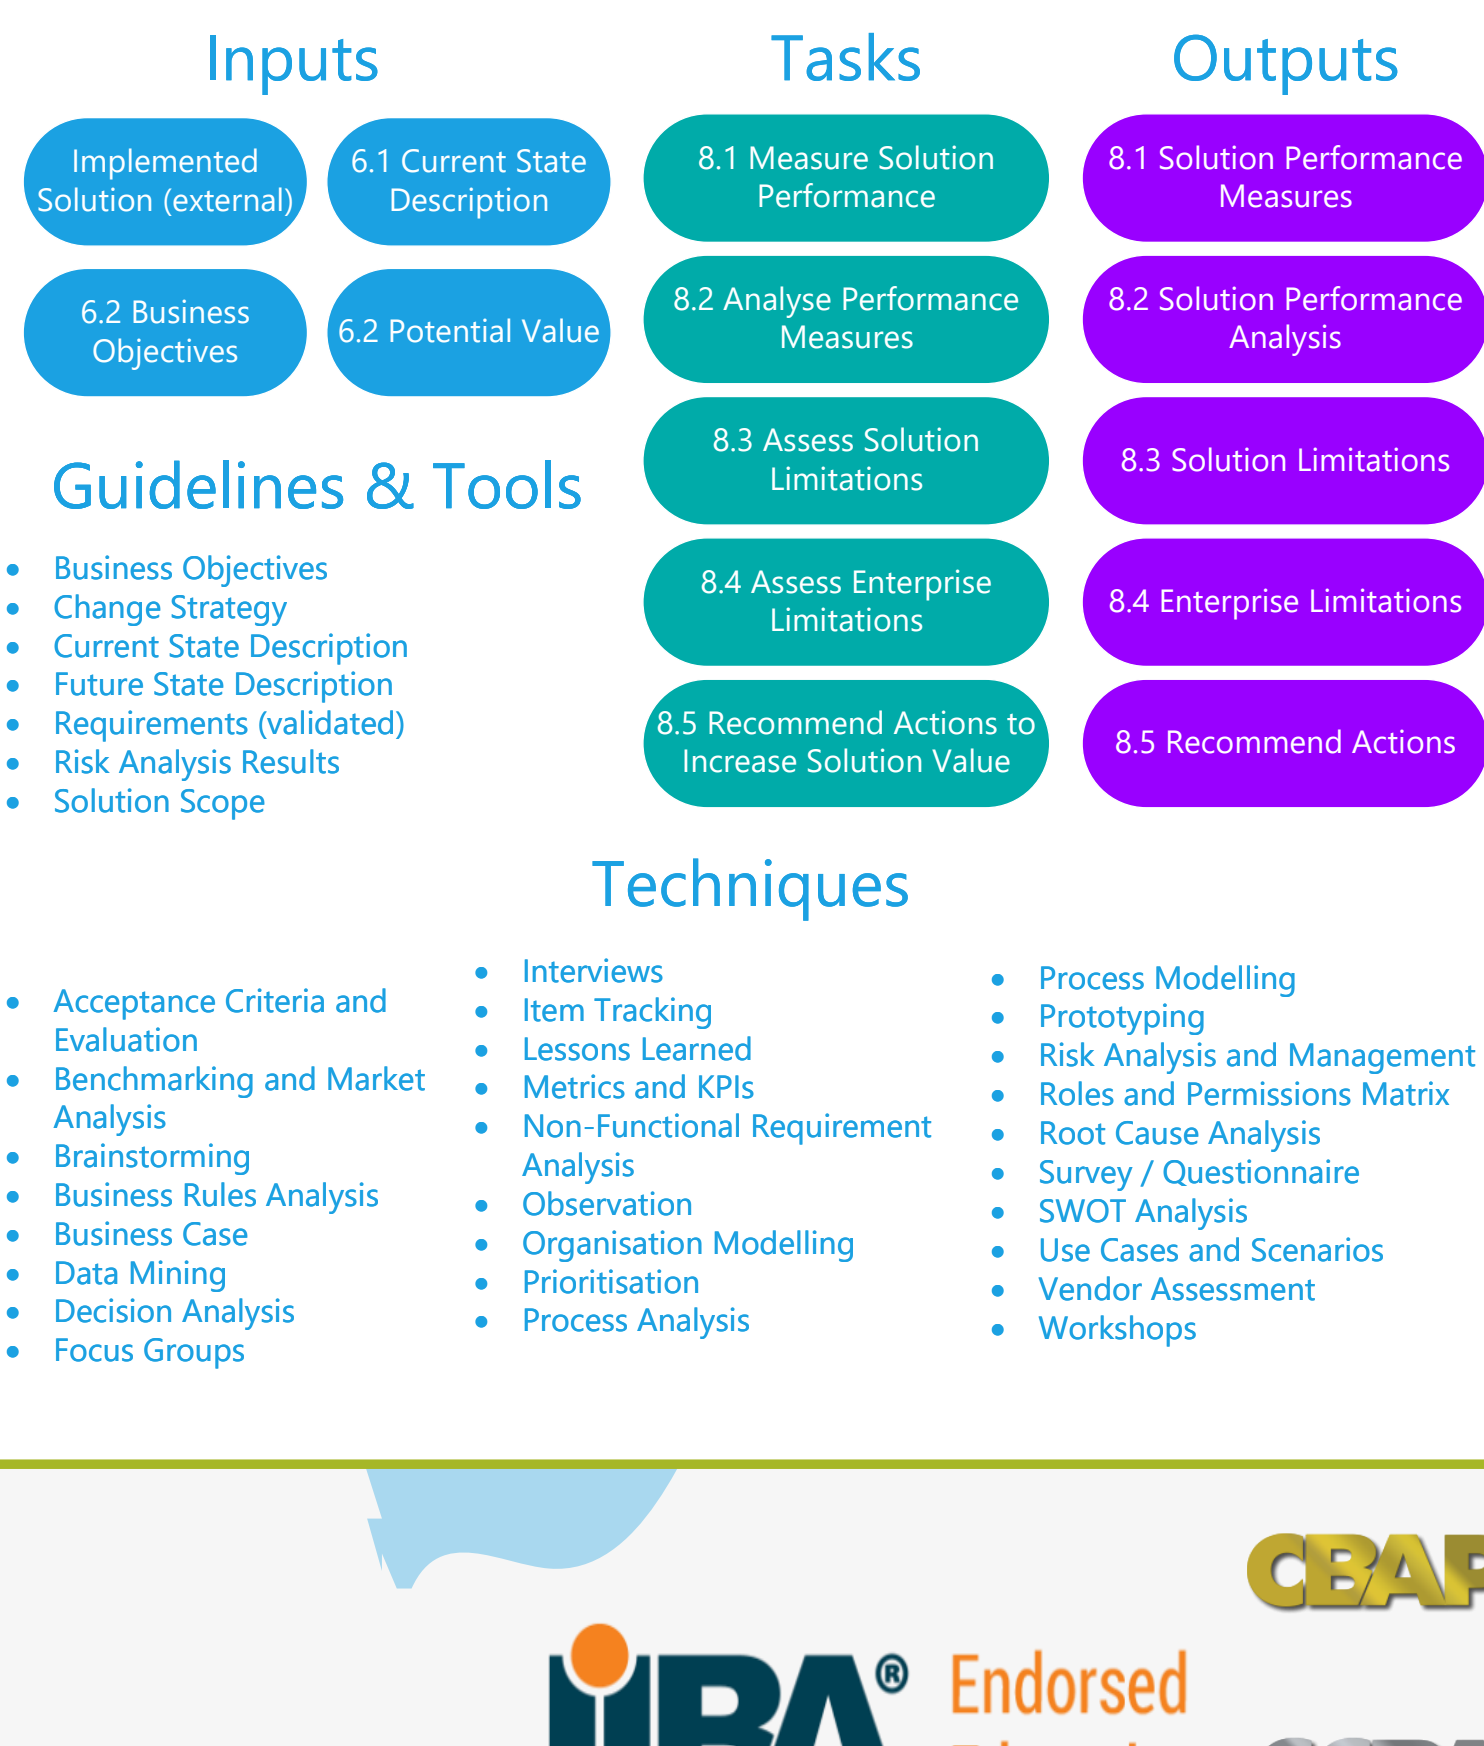 Inputs
Implemented
Solution (external)
6.1 Current State
Description
6.2 Business
Objectives
6.2 Potential Value
Guidelines & Tools
• Business Objectives
• Change Strategy
• Current State Description
• Future State Description
• Requirements (validated)
• Risk Analysis Results
• Solution Scope
Tasks
8.1 Measure Solution
Performance
8.2 Analyse Performance
Measures
8.3 Assess Solution
Limitations
8.4 Assess Enterprise
Limitations
8.5 Recommend Actions to
Increase Solution Value
Outputs
8.1 Solution Performance
Measures
8.2 Solution Performance
Analysis
8.3 Solution Limitations
8.4 Enterprise Limitations
8.5 Recommend Actions
Techniques
• Acceptance Criteria and
Evaluation
• Benchmarking and Market
Analysis
• Brainstorming
• Business Rules Analysis
• Business Case
• Data Mining
• Decision Analysis
• Focus Groups
• Interviews
• Item Tracking
• Lessons Learned
• Metrics and KPIs
• Non-Functional Requirement
Analysis
• Observation
• Organisation Modelling
• Prioritisation
• Process Analysis
• Process Modelling
• Prototyping
• Risk Analysis and Management
• Roles and Permissions Matrix
• Root Cause Analysis
• Survey / Questionnaire
• SWOT Analysis
• Use Cases and Scenarios
• Vendor Assessment
• Workshops
CBAP
iiBA®
Endorsed